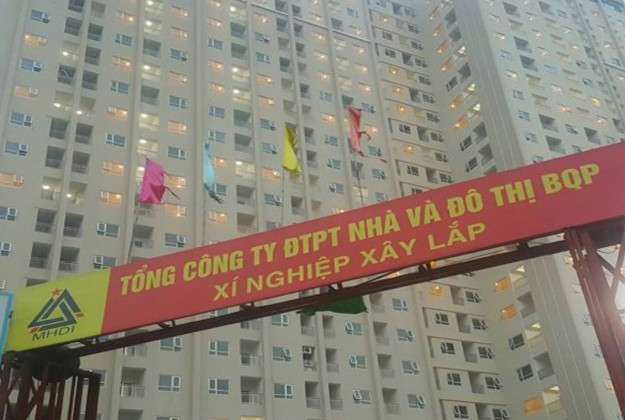 TỔNG CÔNG TY ĐTPT NHÀ VÀ ĐÔ THỊ BQP
XÍ NGHIỆP XÂY LẮP
MHDI